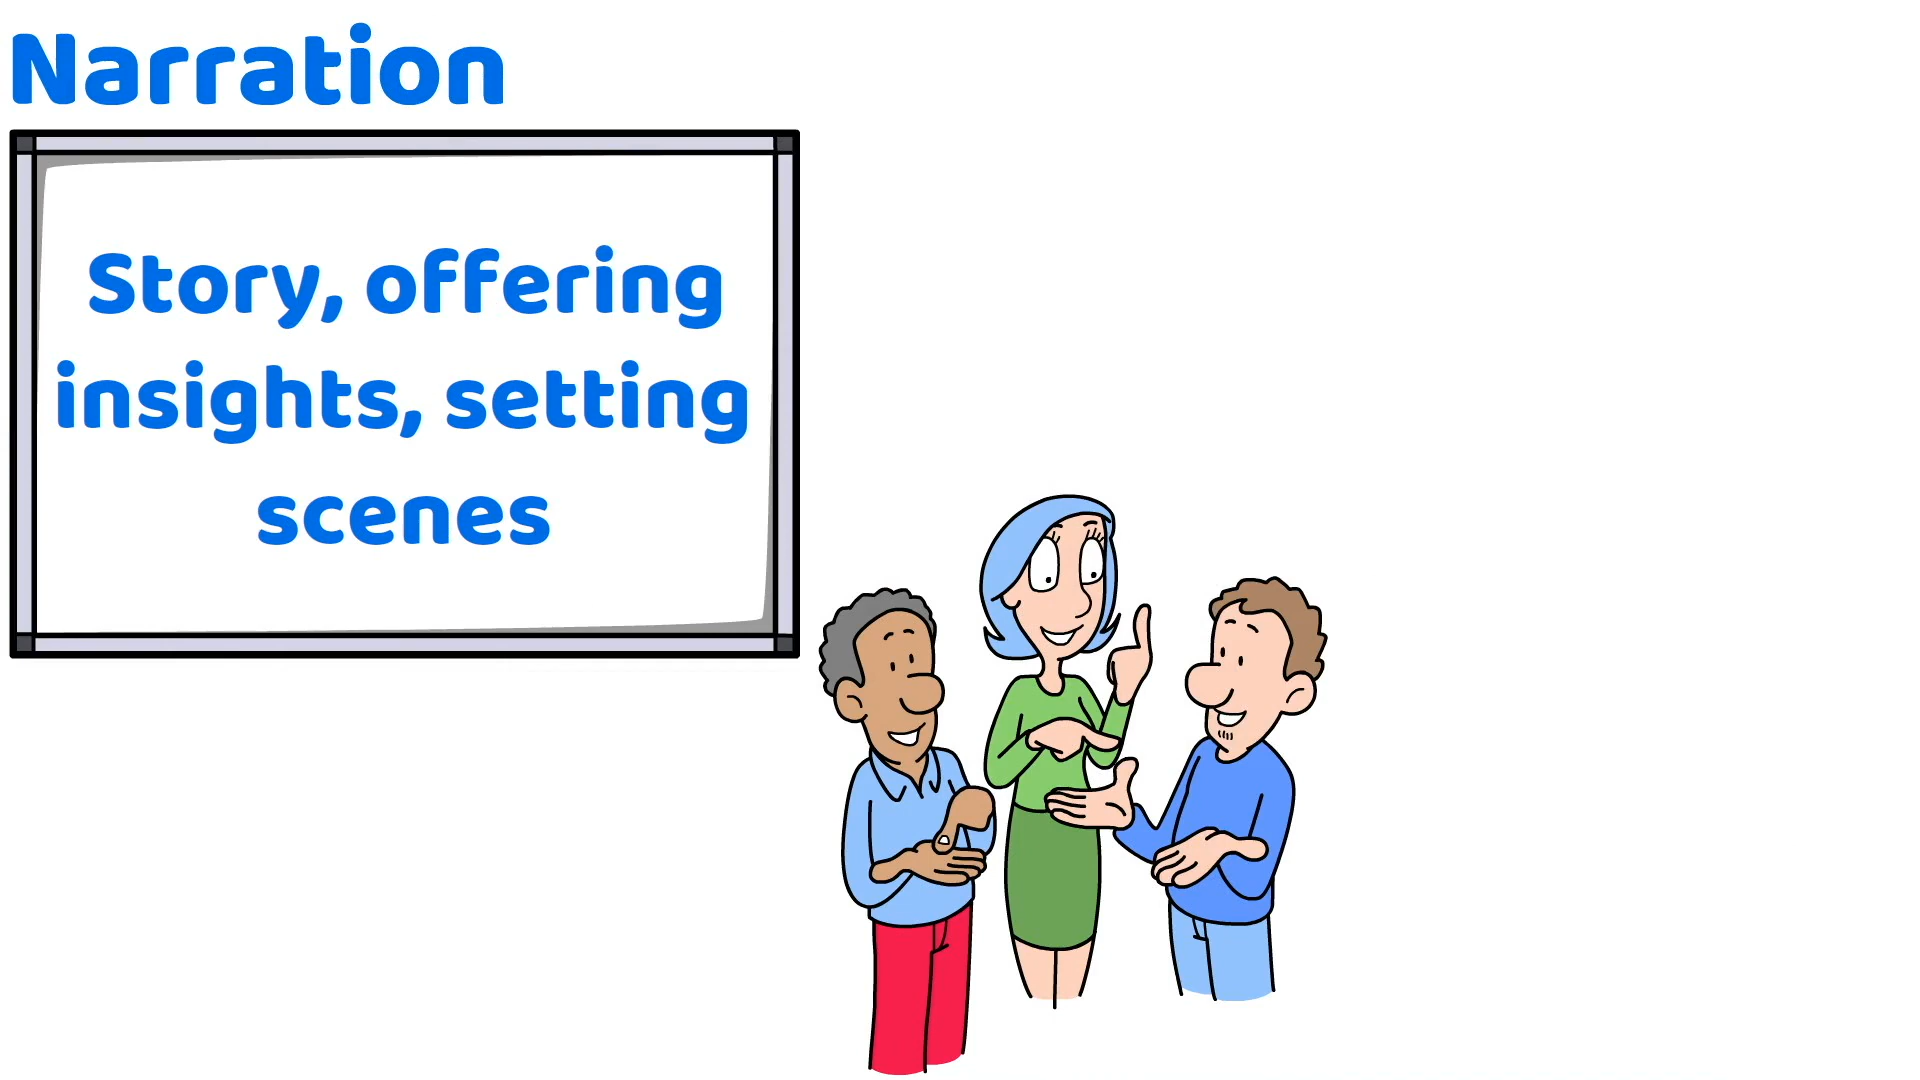 Narration
Story, offering
insights, setting
scenes